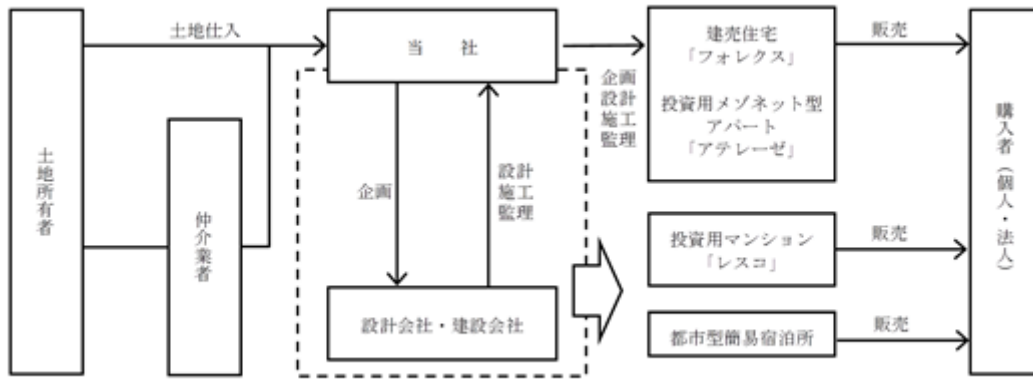 土地所有者
土地仕入
仲介業者
当　　社
企画
設計
施工
監理
設計会社・建設会社
企画
設計
施工
監理
建売住宅
「フォレクス」
投資用メゾネット型
アパート
「アテレーゼ」
投資用マンション
「レスコ」
都市型簡易宿泊所
販売
販売
販売
購入者（個人・法人）